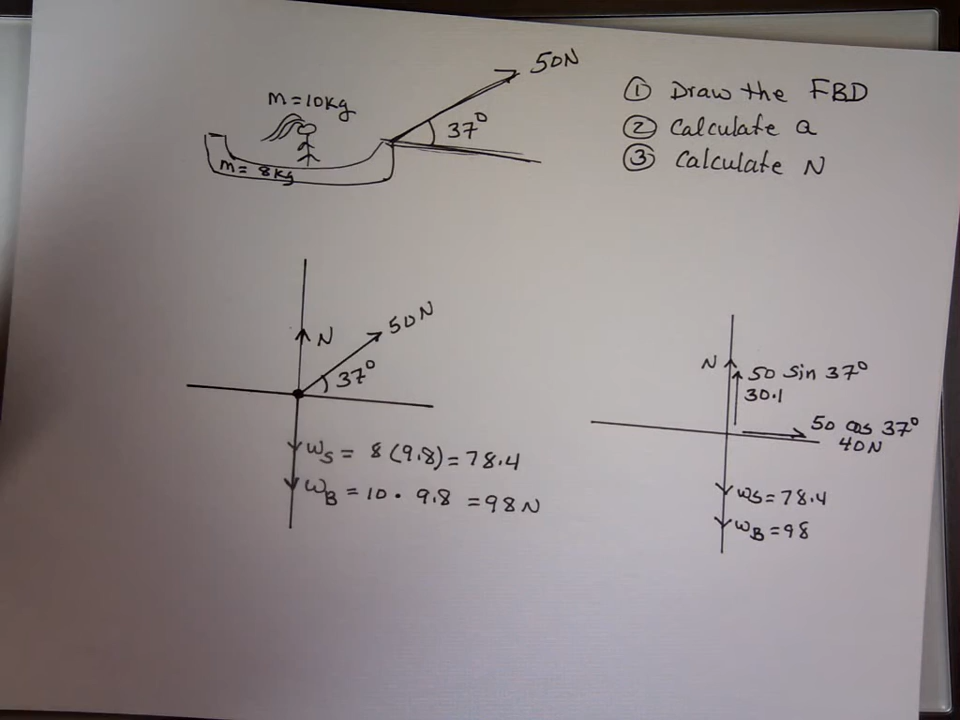 50N
m=10kg
37°
m= 8kg
① Draw the FBD
② Calculate a
③ Calculate N
N
50N
37°
ws = 8(9.8)=78.4
wB = 10 · 9.8 =98N
N
50 sin 37°
30.1
50 cos 37°
40N
ws=78.4
wB=98